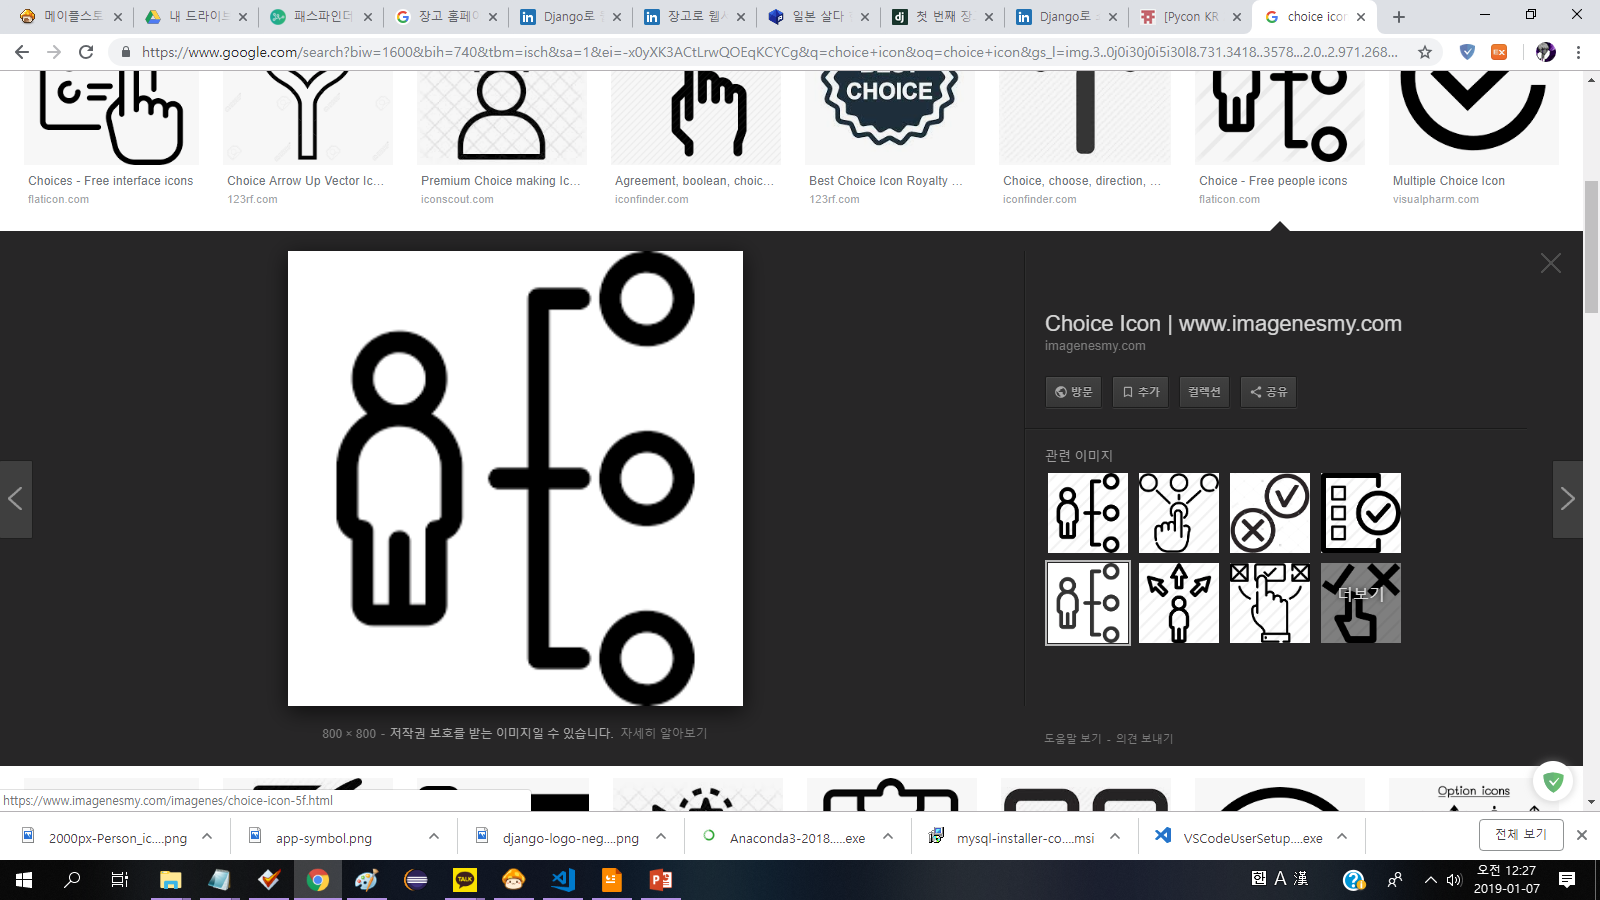 메이플스토
내 드라이브
패스파인더
장고 홈페이
Django로
장고로 웹
일본 살다
첫 번째 장
Django로
[Pycon KR
choice icon
https://www.google.com/search?biw=1600&bih=740&tbm=isch&sa=1&ei=-x0yXK3ACtLrwQOEqKCYCg&q=choice+icon&oq=choice+icon&gs_l=img.3..0j0i30j0i5i30l8.731.3418..3578...2.0..2.971.268...
CHOICE
Choices - Free interface icons
flaticon.com
Choice Arrow Up Vector Ic...
123rf.com
Premium Choice making Ic...
iconscout.com
Agreement, boolean, choic...
iconfinder.com
Best Choice Icon Royalty ...
123rf.com
Choice, choose, direction, ...
iconfinder.com
Choice - Free people icons
flaticon.com
Multiple Choice Icon
visualpharm.com
Choice Icon | www.imagenesmy.com
imagenesmy.com
방문
추가
컬렉션
공유
관련 이미지
더보기
800 × 800 - 저작권 보호를 받는 이미지일 수 있습니다. 자세히 알아보기
도움말 보기 - 의견 보내기
Option icons
https://www.imagenesmy.com/imagenes/choice-icon-5f.html
2000px-Person_ic....png
app-symbol.png
django-logo-neg....png
Anaconda3-2018.....exe
mysql-installer-co....msi
VSCodeUserSetup....exe
전체 보기
TALK
한 A 漢
오전 12:27
2019-01-07